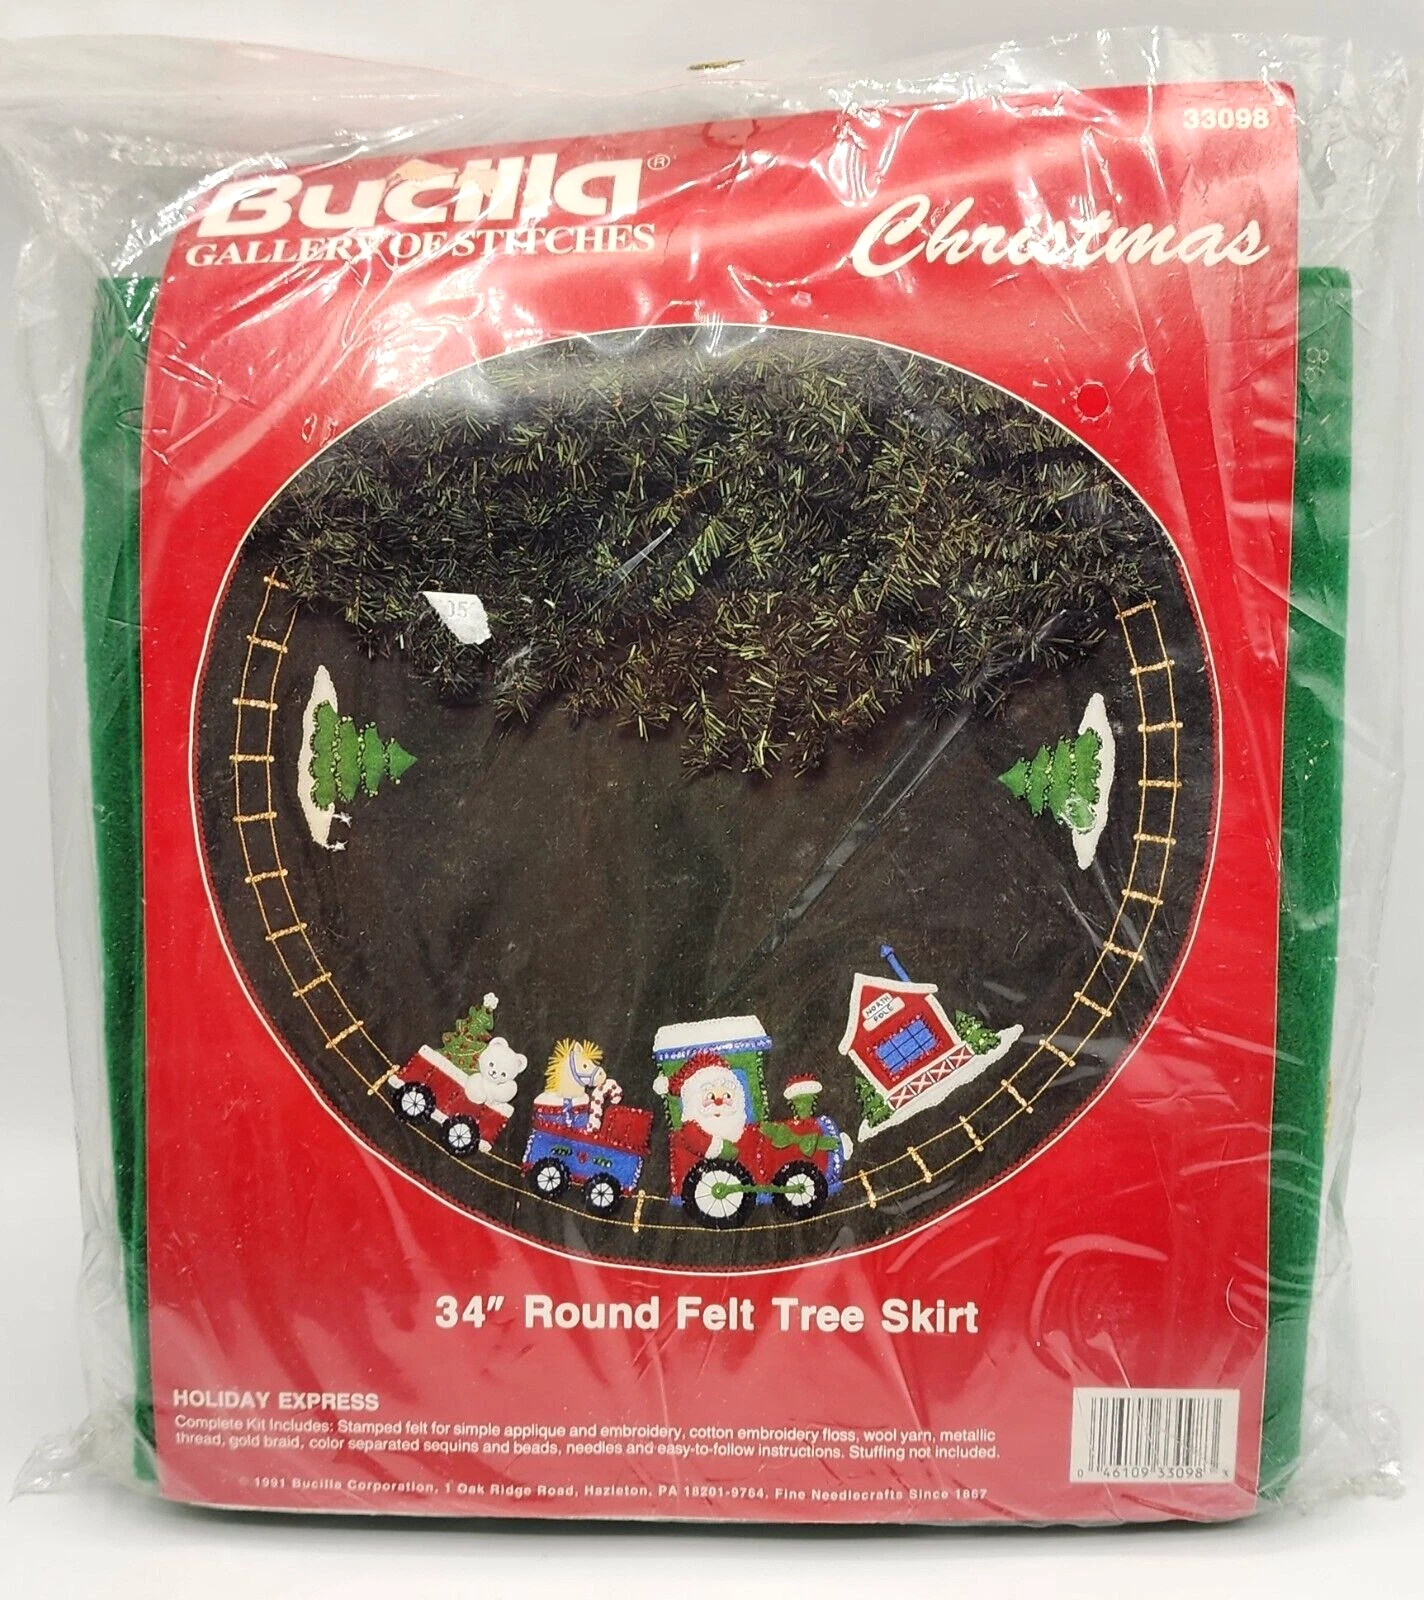 33098
Bucilla®
GALLERY OF STITCHES
Christmas
98
NORTH
POLE
34" Round Felt Tree Skirt
HOLIDAY EXPRESS
Complete Kit Includes: Stamped felt for simple applique and embroidery, cotton embroidery floss, wool yarn, metallic
thread, gold braid, color separated sequins and beads, needles and easy-to-follow instructions. Stuffing not included.
© 1991 Bucilla Corporation, 1 Oak Ridge Road, Hazleton, PA 18201-9764, Fine Needlecrafts Since 1867
0 46109 33098 X